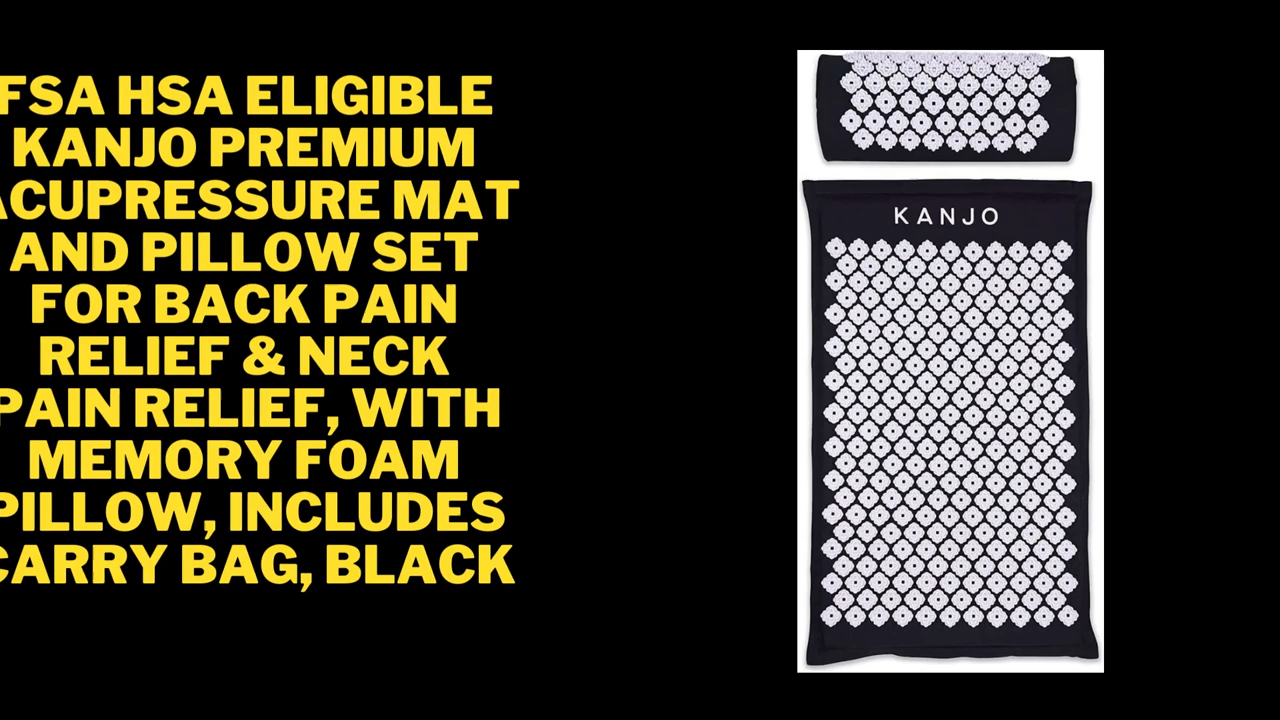 FSA HSA ELIGIBLE
KANJO PREMIUM
ACUPRESSURE MAT
AND PILLOW SET
FOR BACK PAIN
RELIEF & NECK
PAIN RELIEF, WITH
MEMORY FOAM
PILLOW, INCLUDES
CARRY BAG, BLACK
KANJO